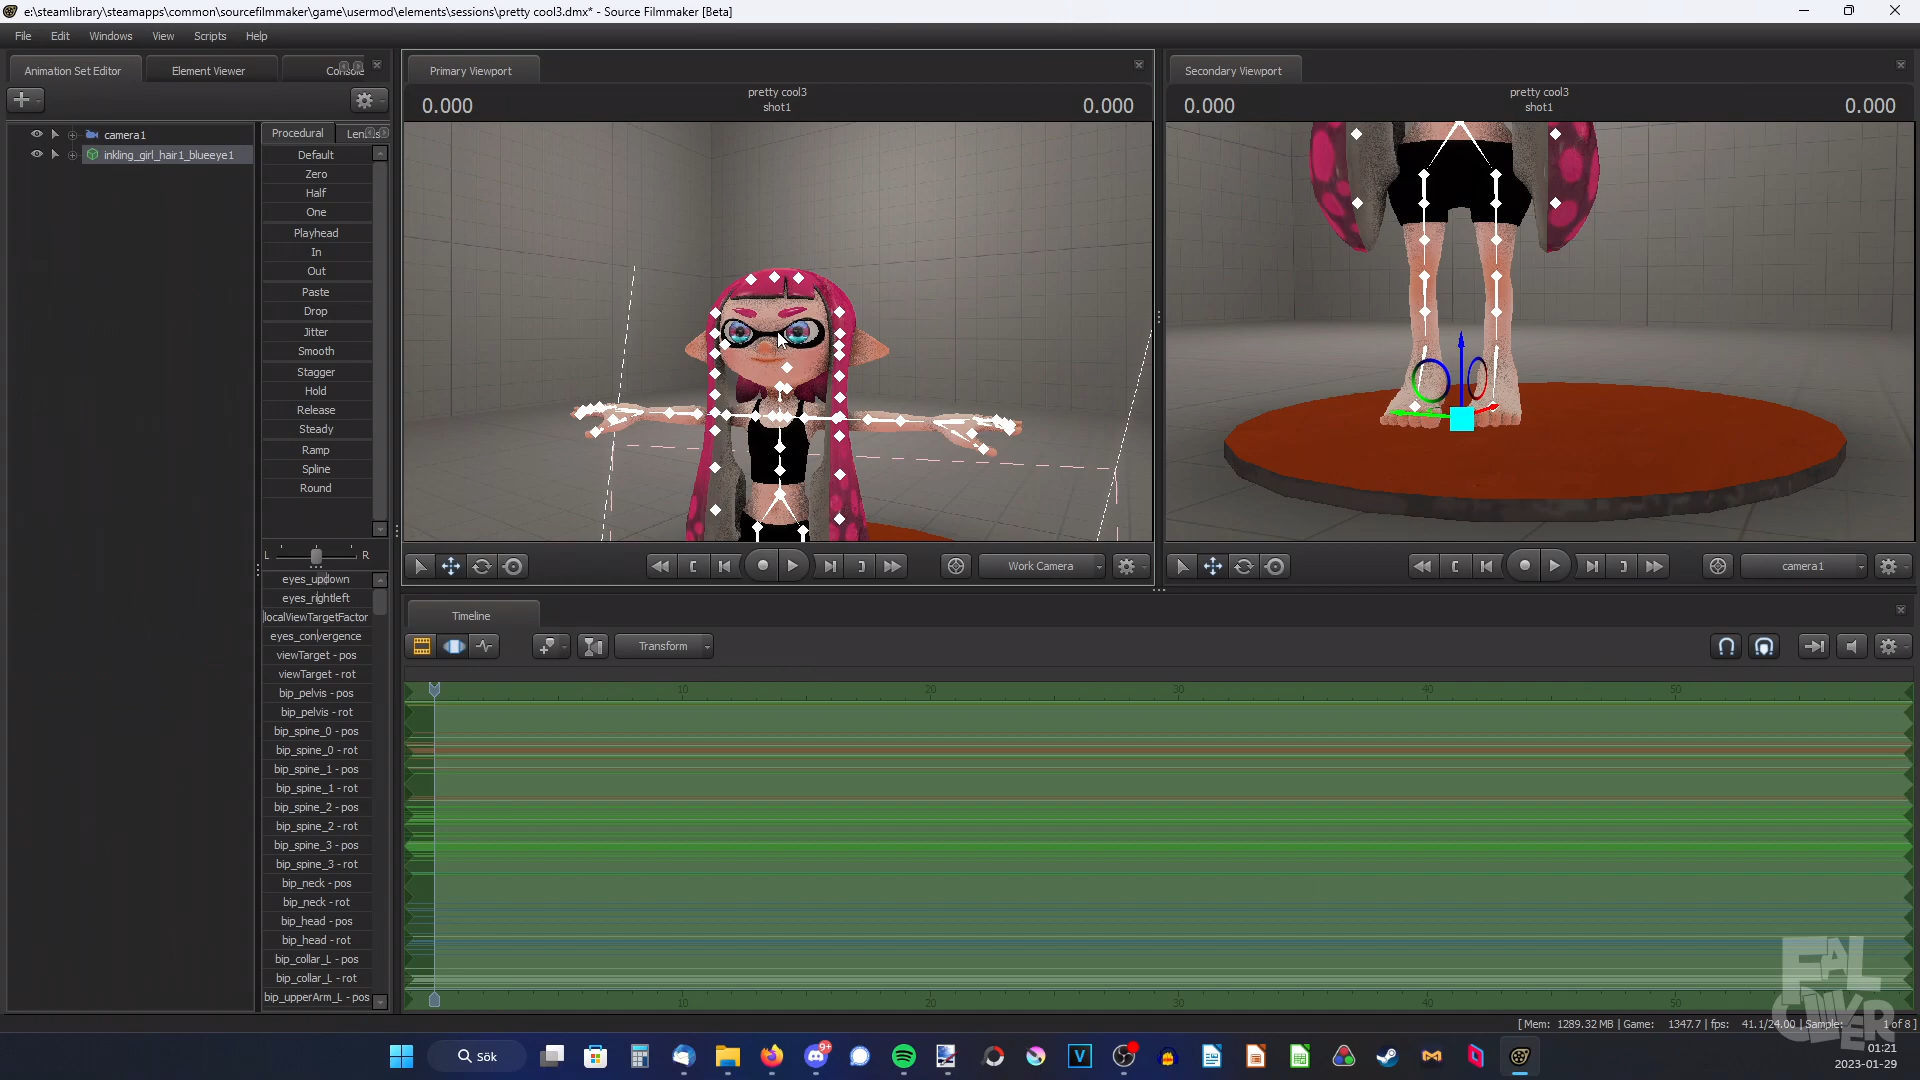 e:\steamlibrary\steamapps\common\sourcefilmmaker\game\usermod\elements\sessions\pretty cool3.dmx* - Source Filmmaker [Beta]
File Edit Windows View Scripts Help
Animation Set Editor Element Viewer Console
Primary Viewport
Secondary Viewport
0.000 pretty cool3 0.000
shot1
0.000 pretty cool3 0.000
shot1
camera1
inkling_girl_hair1_blueeye1
Procedural
Default
Zero
Half
One
Playhead
In
Out
Paste
Drop
Jitter
Smooth
Stagger
Hold
Release
Steady
Ramp
Spline
Round
L R
eyes_updown
eyes_rightleft
localViewTargetFactor
eyes_convergence
viewTarget - pos
viewTarget - rot
bip_pelvis - pos
bip_pelvis - rot
bip_spine_0 - pos
bip_spine_0 - rot
bip_spine_1 - pos
bip_spine_1 - rot
bip_spine_2 - pos
bip_spine_2 - rot
bip_spine_3 - pos
bip_spine_3 - rot
bip_neck - pos
bip_neck - rot
bip_head - pos
bip_head - rot
bip_collar_L - pos
bip_collar_L - rot
bip_upperArm_L - pos
Work Camera
camera1
Timeline
Transform
10 20 30 40 50
10 20 30 40 50
[ Mem: 1289.32 MB | Game: 1347.7 | fps: 41.1/24.00 | Sample: 1 of 8 ]
Sök
9+
V
01:21
2023-01-29